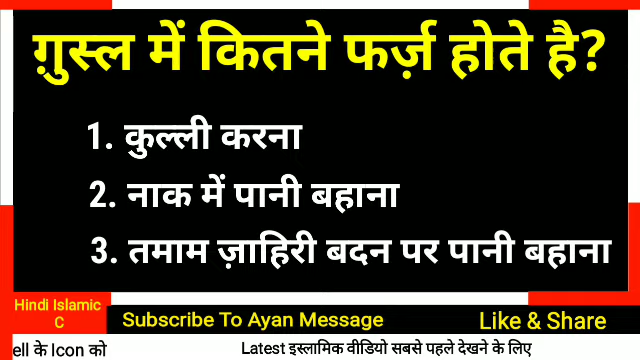 ग़ुस्ल में कितने फर्ज़ होते है?
1. कुल्ली करना
2. नाक में पानी बहाना
3. तमाम ज़ाहिरी बदन पर पानी बहाना
Hindi Islamic
C
Subscribe To Ayan Message
Like & Share
ell के Icon को
Latest इस्लामिक वीडियो सबसे पहले देखने के लिए